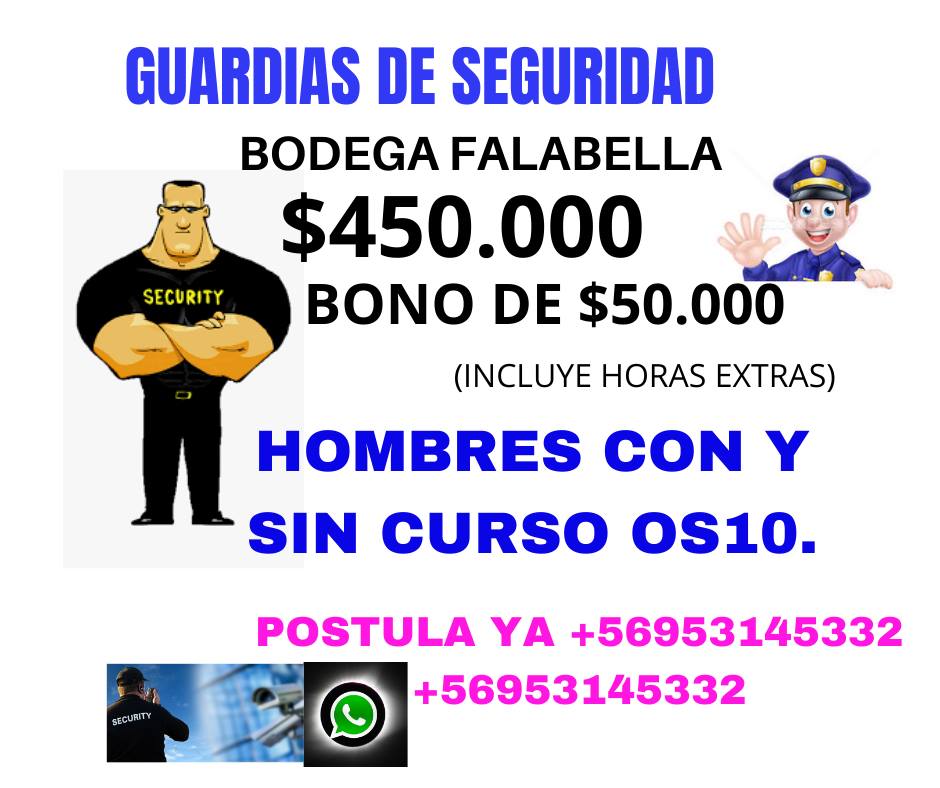 GUARDIAS DE SEGURIDAD
BODEGA FALABELLA
$450.000
SECURITY
BONO DE $50.000
(INCLUYE HORAS EXTRAS)
HOMBRES CON Y
SIN CURSO OS10.
POSTULA YA +56953145332
+56953145332
SECURITY